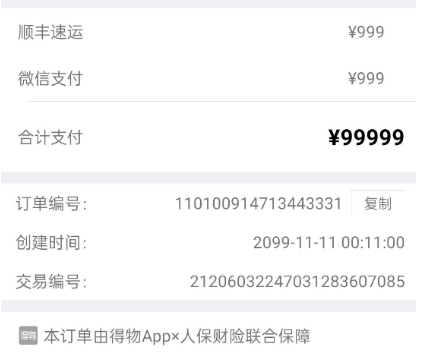 顺丰速运 ¥999
微信支付 ¥999
合计支付 ¥99999
订单编号: 110100914713443331 复制
创建时间: 2099-11-11 00:11:00
交易编号: 21206032247031283607085
得物 本订单由得物App×人保财险联合保障